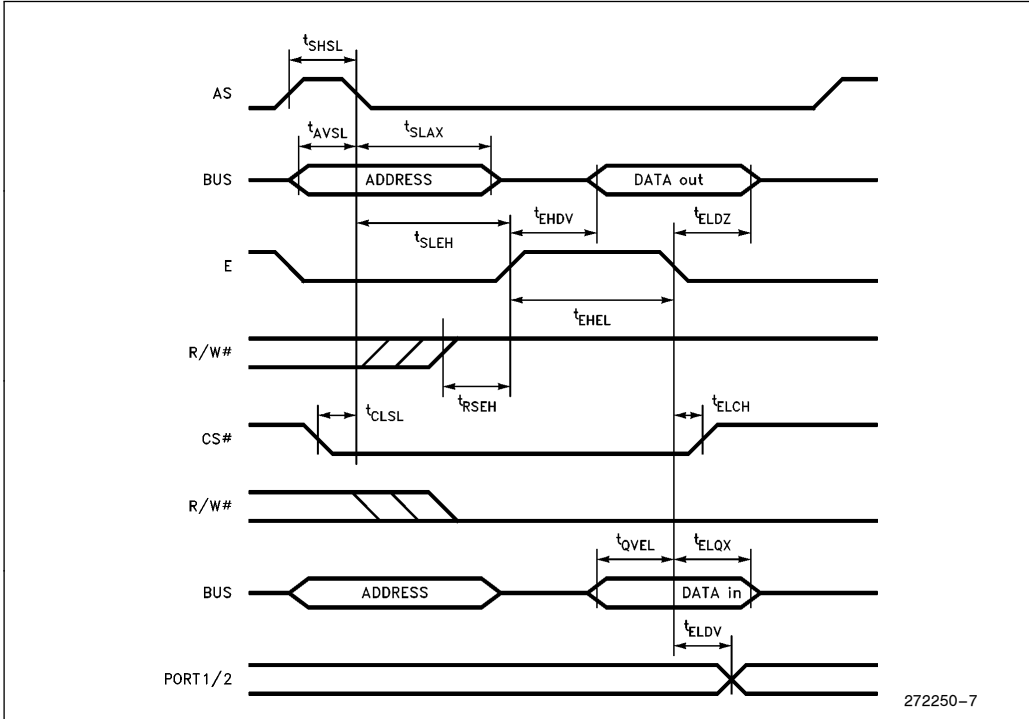 tSHSL
AS
tAVSL
tSLAX
BUS
ADDRESS
DATA out
tEHDV
tELDZ
tSLEH
E
tEHEL
R/W#
tRSEH
tCLSL
tELCH
CS#
R/W#
tQVEL
tELQX
BUS
ADDRESS
DATA in
tELDV
PORT1/2
272250-7